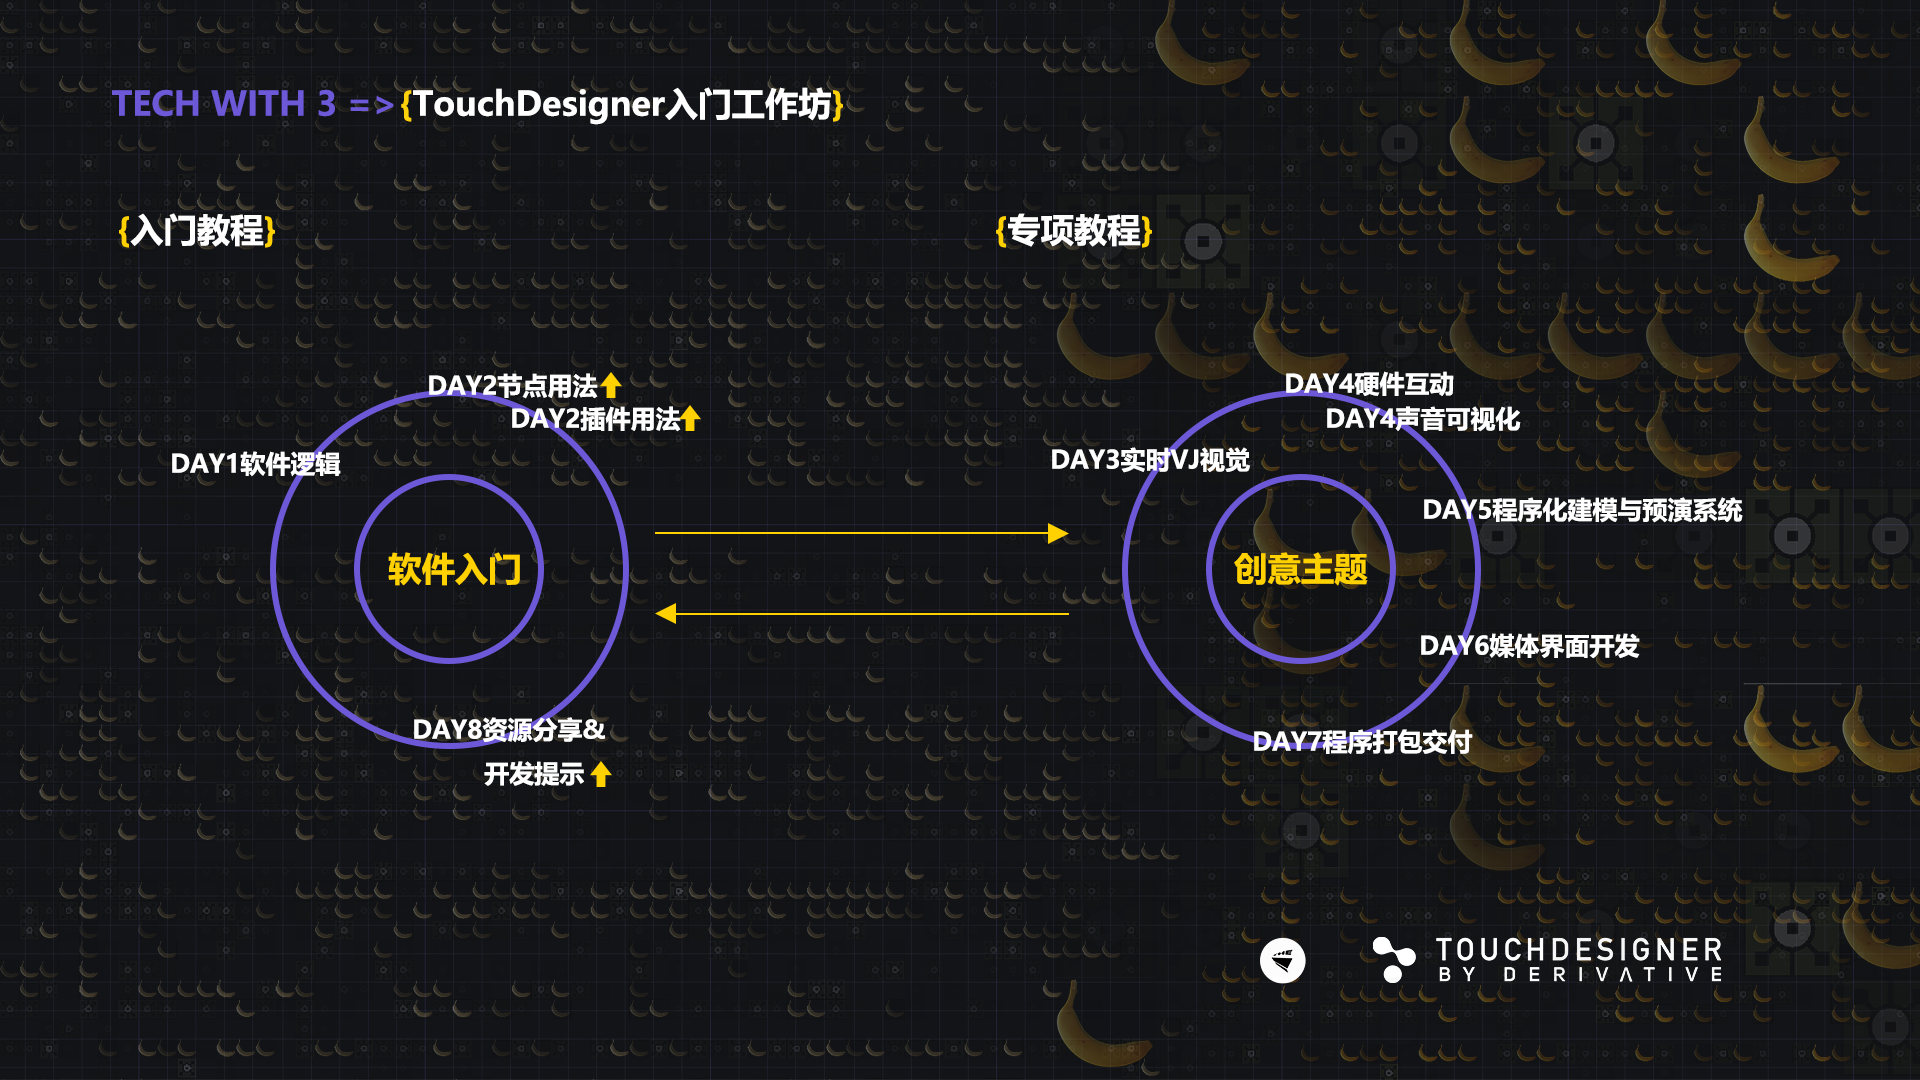 TECH WITH 3 => {TouchDesigner入门工作坊}
{入门教程}
DAY2节点用法
DAY2插件用法
DAY1软件逻辑
软件入门
DAY8资源分享&
开发提示
{专项教程}
DAY4硬件互动
DAY4声音可视化
DAY3实时VJ视觉
DAY5程序化建模与预演系统
创意主题
DAY6媒体界面开发
DAY7程序打包交付
TOUCHDESIGNER
BY DERIVATIVE